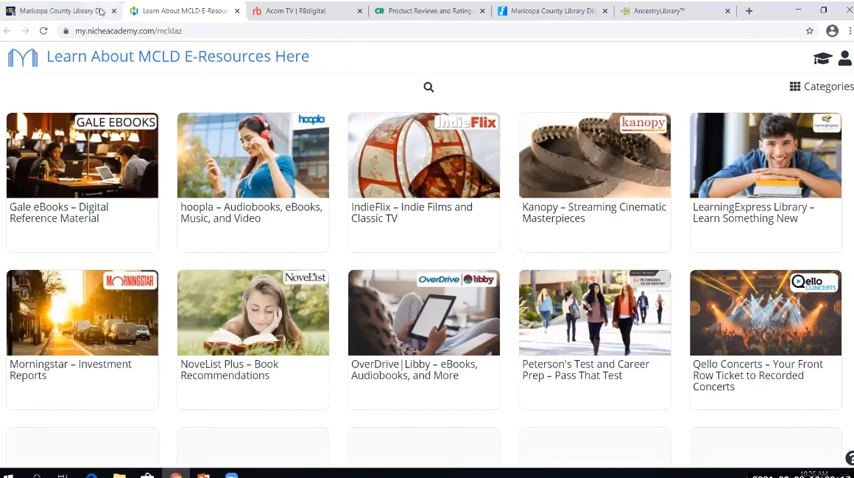 Maricopa County Library D
Learn About MCLD E-Resourc
Acorn TV | RBdigital
Product Reviews and Rating
Maricopa County Library Dis
AncestryLibrary™
my.nicheacademy.com/mcldaz
Learn About MCLD E-Resources Here
Categories
GALE EBOOKS
hoopla
IndieFlix
kanopy
Gale eBooks – Digital
Reference Material
hoopla – Audiobooks, eBooks,
Music, and Video
IndieFlix – Indie Films and
Classic TV
Kanopy – Streaming Cinematic
Masterpieces
LearningExpress Library –
Learn Something New
MORNINGSTAR
NoveList
OverDrive
Libby
Qello
CONCERTS
Morningstar – Investment
Reports
NoveList Plus – Book
Recommendations
OverDrive|Libby – eBooks,
Audiobooks, and More
Peterson's Test and Career
Prep – Pass That Test
Qello Concerts – Your Front
Row Ticket to Recorded
Concerts